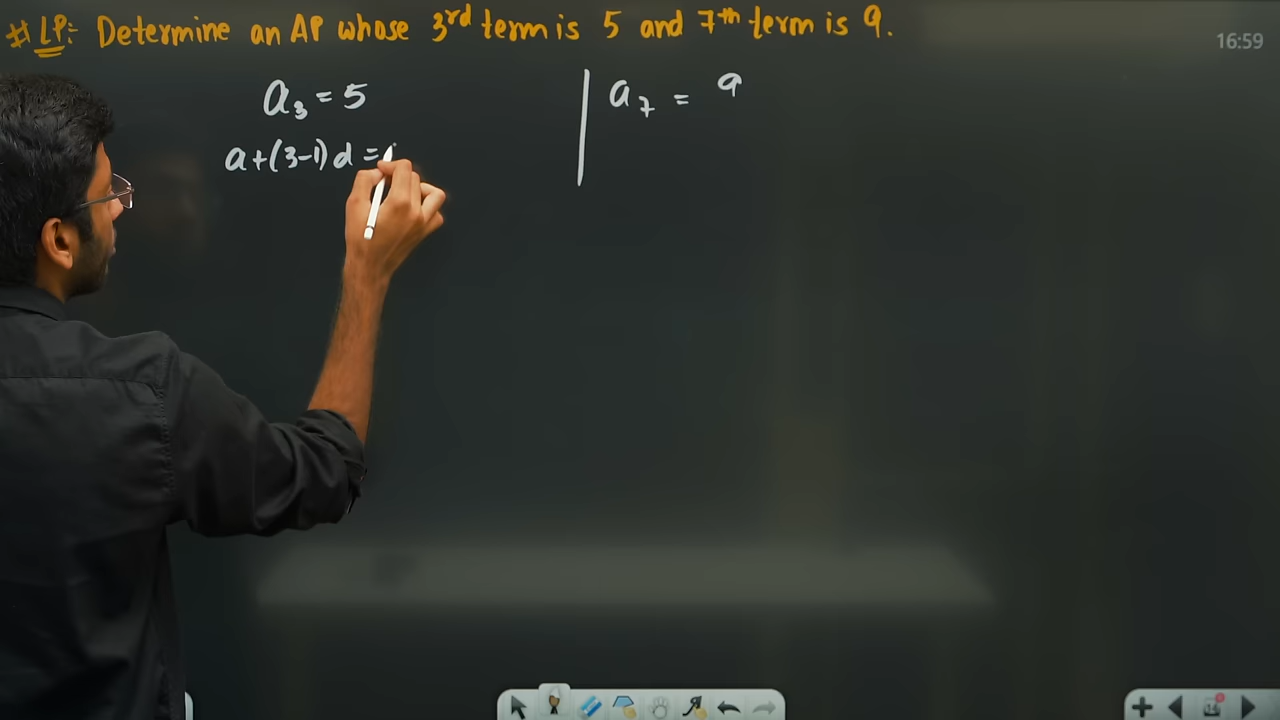 # LP:- Determine an AP whose 3rd term is 5 and 7th term is 9.
16:59
a3 = 5
a7 = 9
a+(3-1)d =